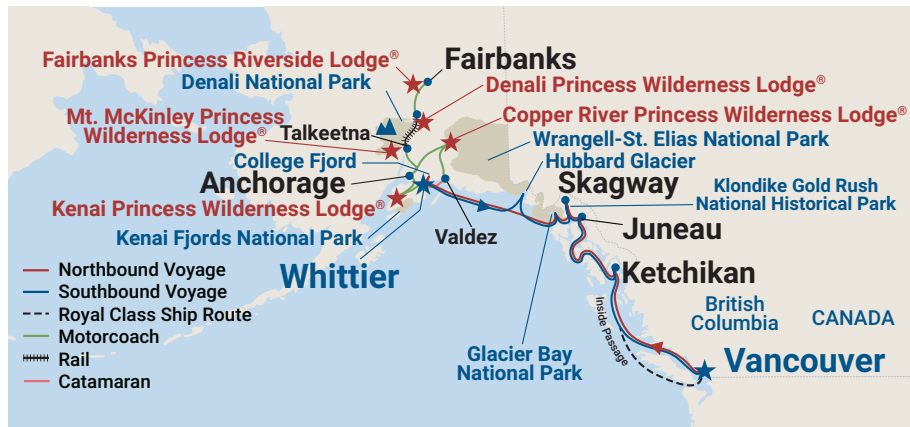 Fairbanks Princess Riverside Lodge®
Fairbanks
Denali National Park
Denali Princess Wilderness Lodge®
Mt. McKinley Princess
Wilderness Lodge®
Copper River Princess Wilderness Lodge®
Talkeetna
Wrangell-St. Elias National Park
College Fjord
Hubbard Glacier
Anchorage
Skagway
Klondike Gold Rush
National Historical Park
Kenai Princess Wilderness Lodge®
Kenai Fjords National Park
Valdez
Juneau
Whittier
Ketchikan
Northbound Voyage
Southbound Voyage
Royal Class Ship Route
Motorcoach
Rail
Catamaran
British
Columbia
CANADA
Inside Passage
Glacier Bay
National Park
Vancouver